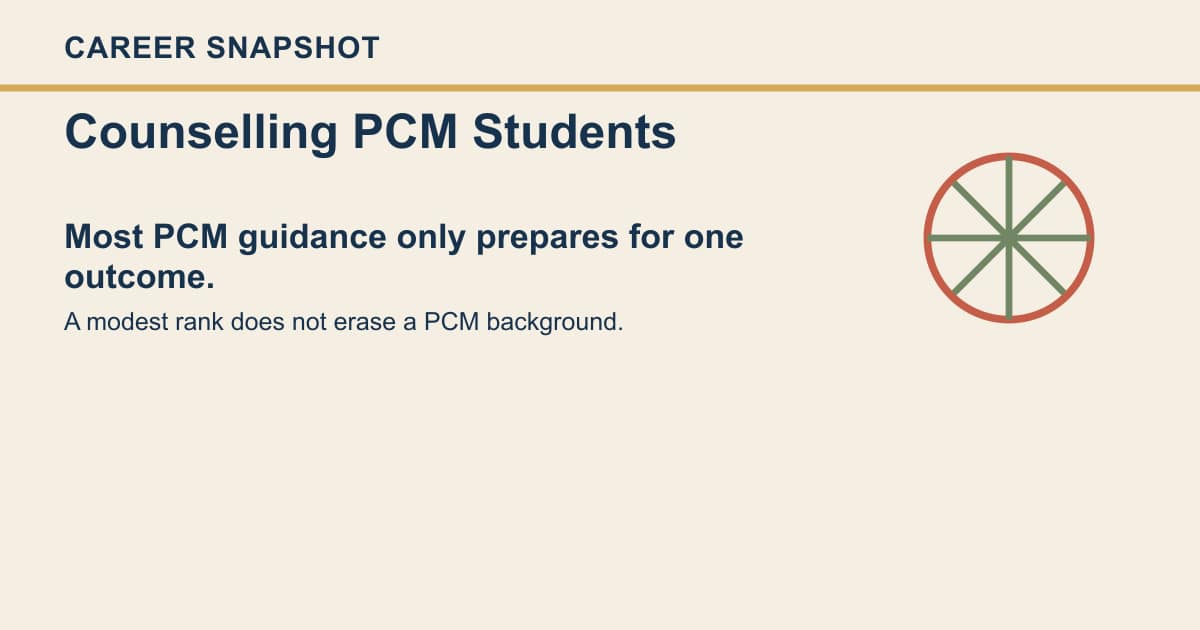 CAREER SNAPSHOT
Counselling PCM Students
Most PCM guidance only prepares for one
outcome.
A modest rank does not erase a PCM background.